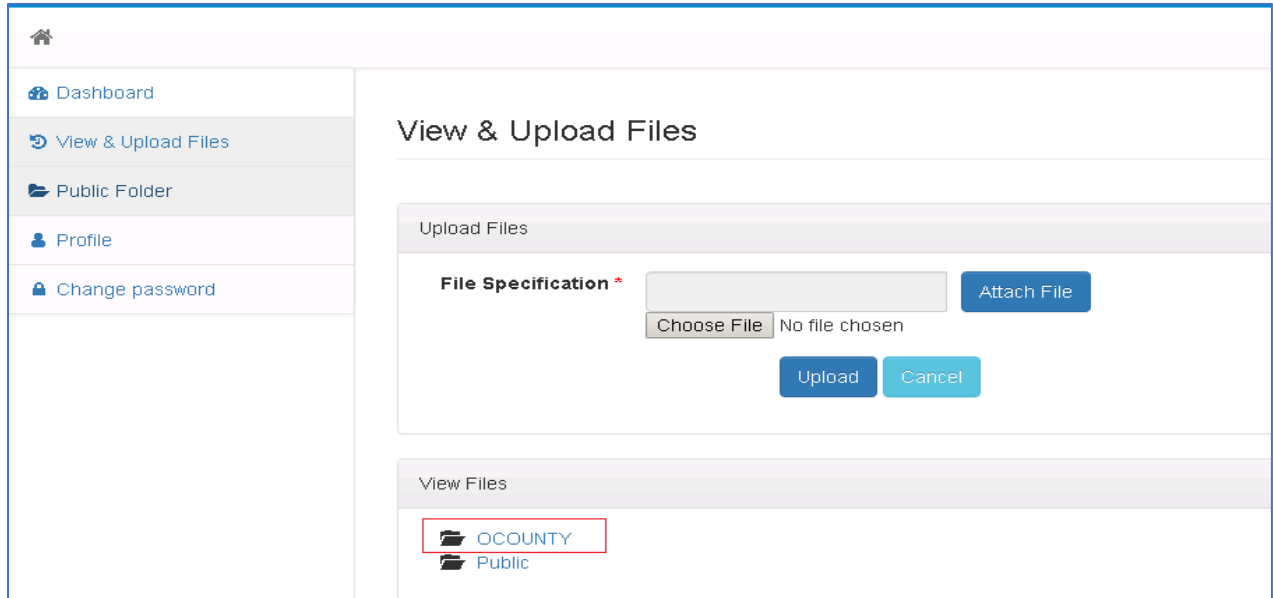 Dashboard
View & Upload Files
Public Folder
Profile
Change password
View & Upload Files
Upload Files
File Specification *
Attach File
Choose File No file chosen
Upload Cancel
View Files
OCOUNTY
Public